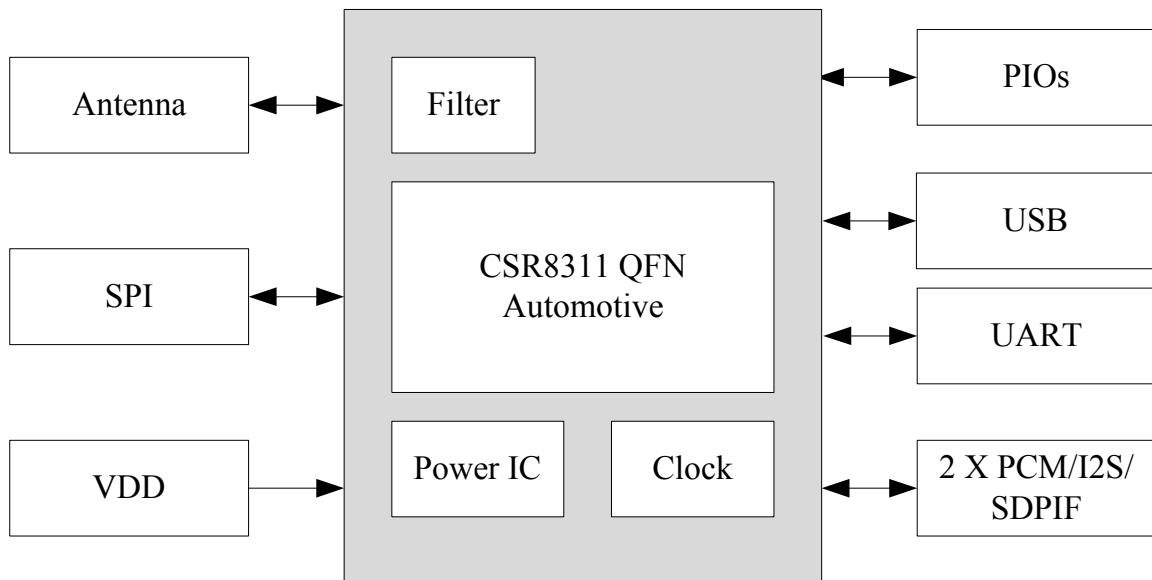 Antenna
Filter
PIOs
CSR8311 QFN
Automotive
USB
SPI
UART
VDD
Power IC
Clock
2 X PCM/I2S/
SDPIF